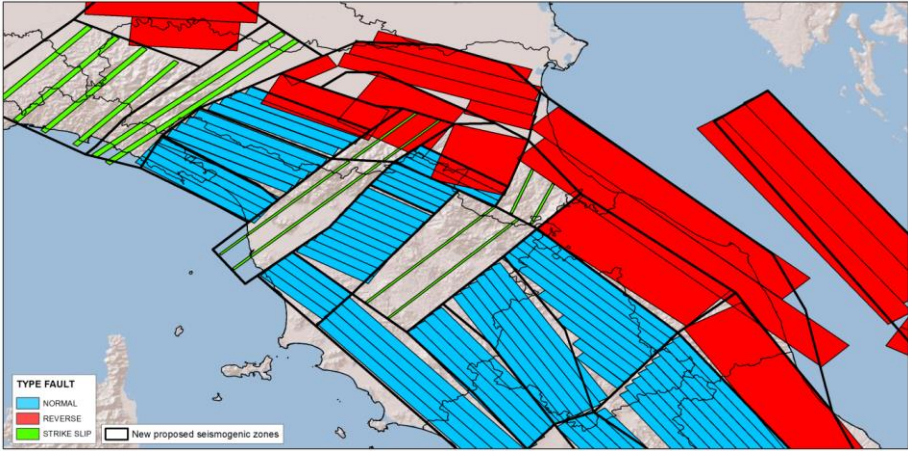 TYPE FAULT
NORMAL
REVERSE
STRIKE SLIP
New proposed seismogenic zones